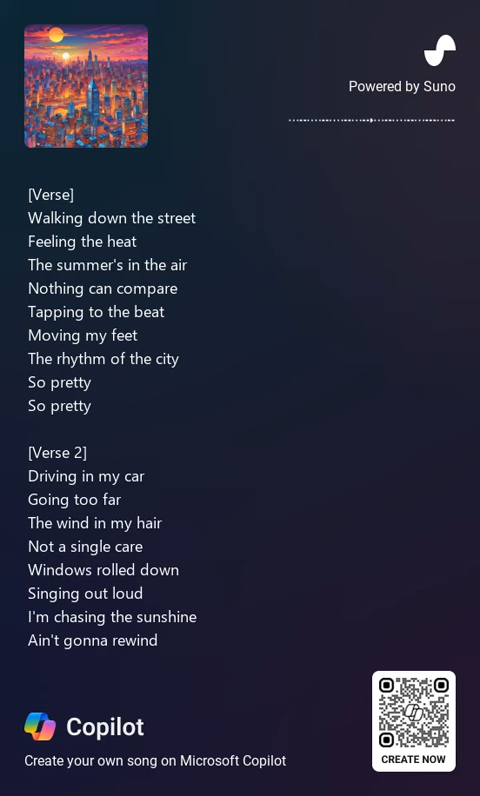 Powered by Suno
[Verse]
Walking down the street
Feeling the heat
The summer's in the air
Nothing can compare
Tapping to the beat
Moving my feet
The rhythm of the city
So pretty
So pretty
[Verse 2]
Driving in my car
Going too far
The wind in my hair
Not a single care
Windows rolled down
Singing out loud
I'm chasing the sunshine
Ain't gonna rewind
Copilot
Create your own song on Microsoft Copilot
CREATE NOW